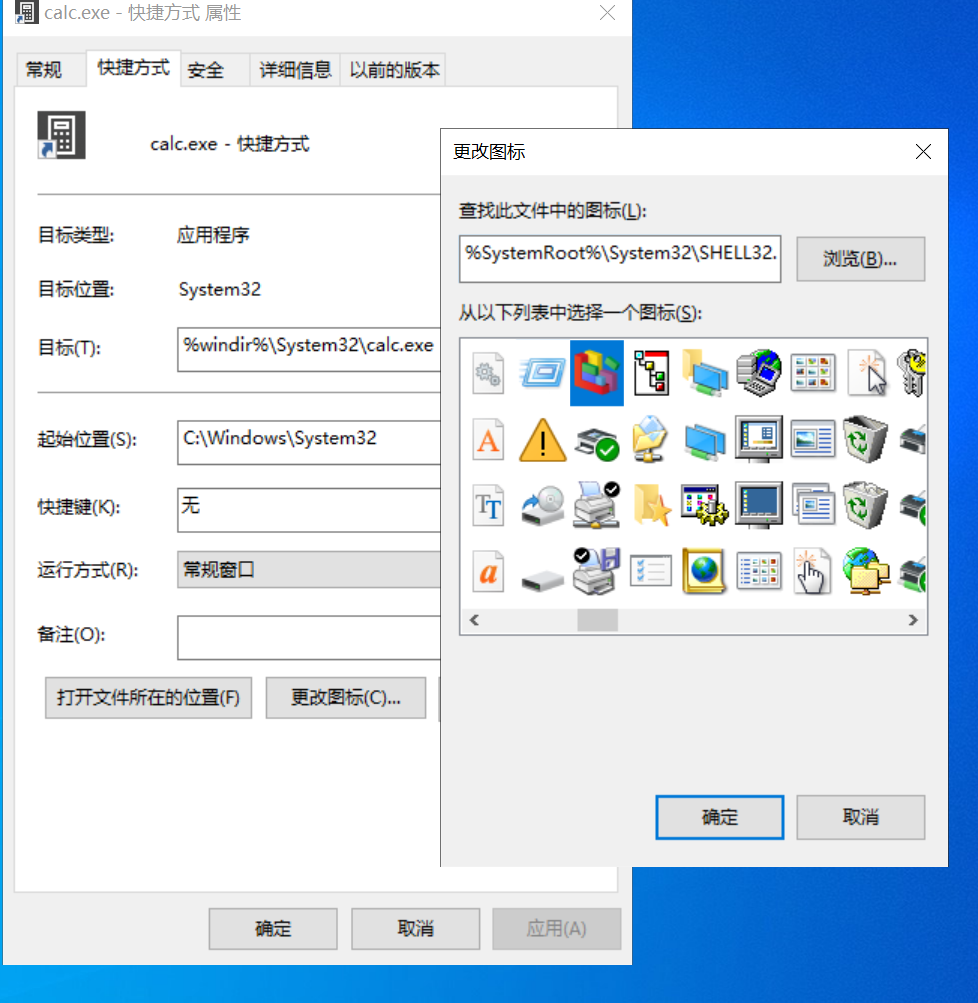 calc.exe - 快捷方式 属性
常规
快捷方式
安全
详细信息
以前的版本
calc.exe - 快捷方式
目标类型:
应用程序
目标位置:
System32
目标(T):
%windir%\System32\calc.exe
起始位置(S):
C:\Windows\System32
快捷键(K):
无
运行方式(R):
常规窗口
备注(O):
打开文件所在的位置(F)
更改图标(C)...
确定
取消
应用(A)
更改图标
查找此文件中的图标(L):
%SystemRoot%\System32\SHELL32.
浏览(B)...
从以下列表中选择一个图标(S):
确定
取消